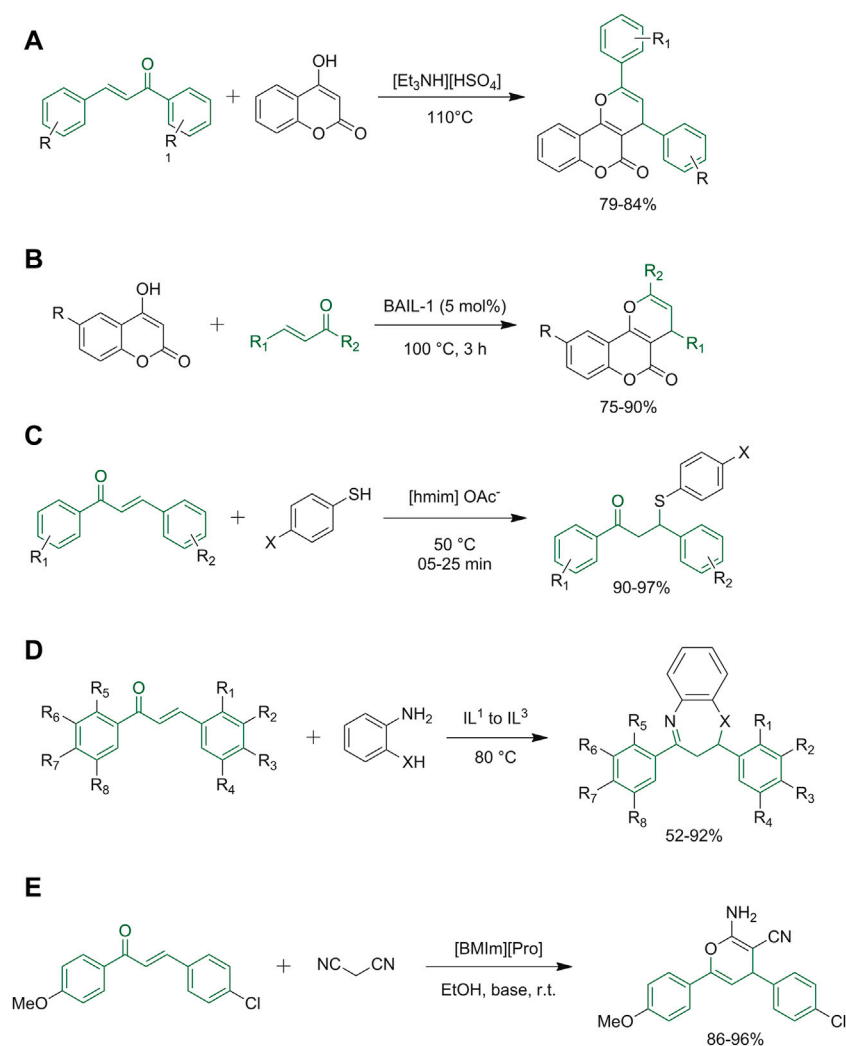 A
R
R
1
O
+
OH
O
O
[Et3NH][HSO4]
110°C
R1
O
O
O
R
79-84%
B
R
OH
O
O
+
R1
O
R2
BAIL-1 (5 mol%)
100 °C, 3 h
R2
O
R
R1
O
O
75-90%
C
O
R1
R2
+
SH
X
[hmim] OAc-
50 °C
05-25 min
X
S
O
R1
R2
90-97%
D
R5
O
R1
R6
R2
R7
R3
R8
R4
+
NH2
XH
IL1 to IL3
80 °C
N
X
R5
R1
R6
R2
R7
R3
R8
R4
52-92%
E
O
MeO
Cl
+
NC
CN
[BMIm][Pro]
EtOH, base, r.t.
NH2
O
CN
MeO
Cl
86-96%